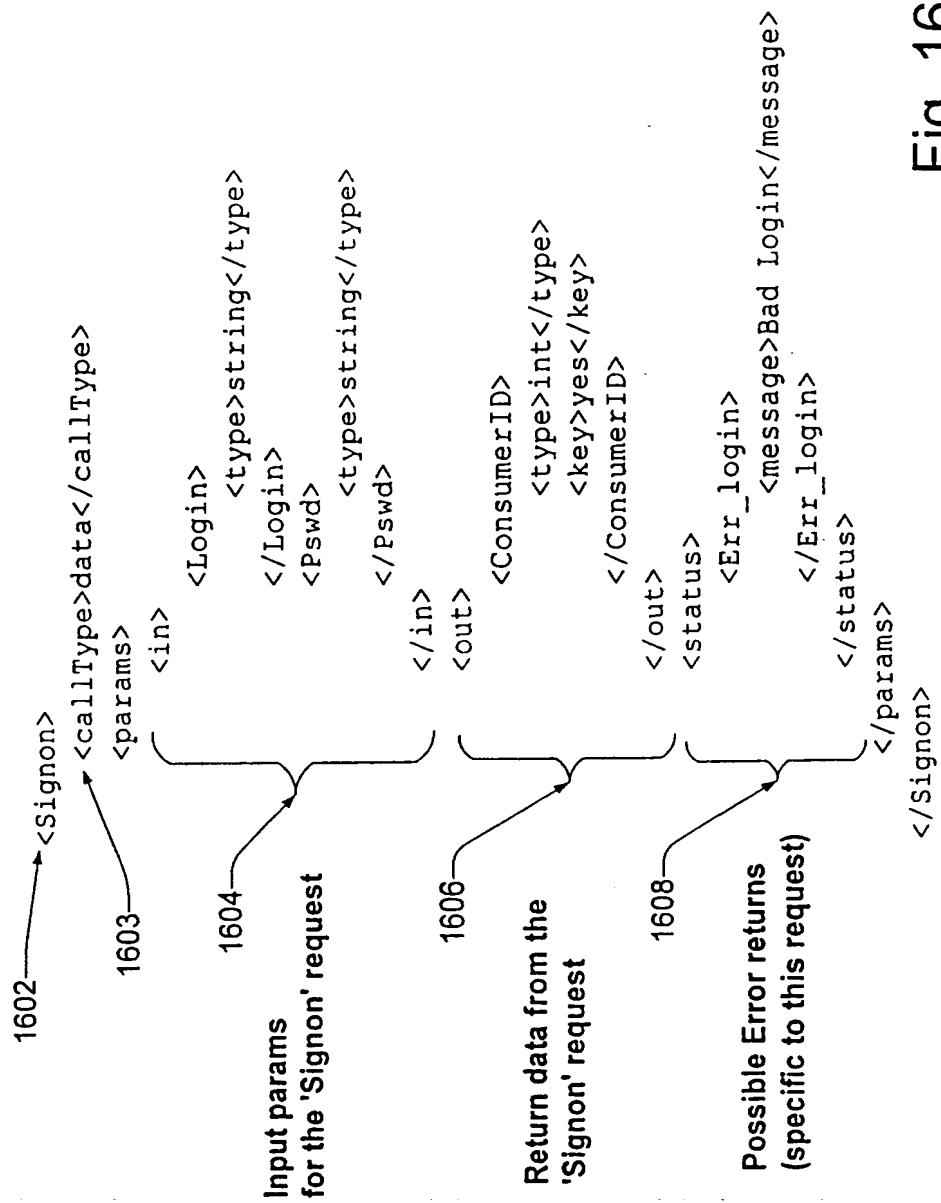 1602
<Signon>
1603
<callType>data</callType>
<params>
<in>
1604
Input params
for the 'Signon' request
<Login>
<type>string</type>
</Login>
<Pswd>
<type>string</type>
</Pswd>
</in>
<out>
1606
Return data from the
'Signon' request
<ConsumerID>
<type>int</type>
<key>yes</key>
</ConsumerID>
</out>
<status>
1608
Possible Error returns
(specific to this request)
<Err_login>
<message>Bad Login</message>
</Err_login>
</status>
</params>
</Signon>
Fig. 16